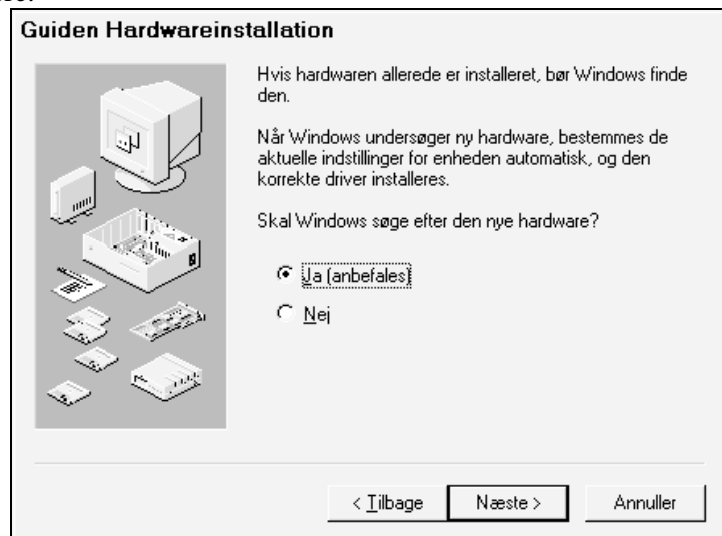 Guiden Hardwareinstallation
Hvis hardwaren allerede er installeret, bør Windows finde
den.
Når Windows undersøger ny hardware, bestemmes de
aktuelle indstillinger for enheden automatisk, og den
korrekte driver installeres.
Skal Windows søge efter den nye hardware?
Ja (anbefales)
Nej
< Tilbage
Næste >
Annuller